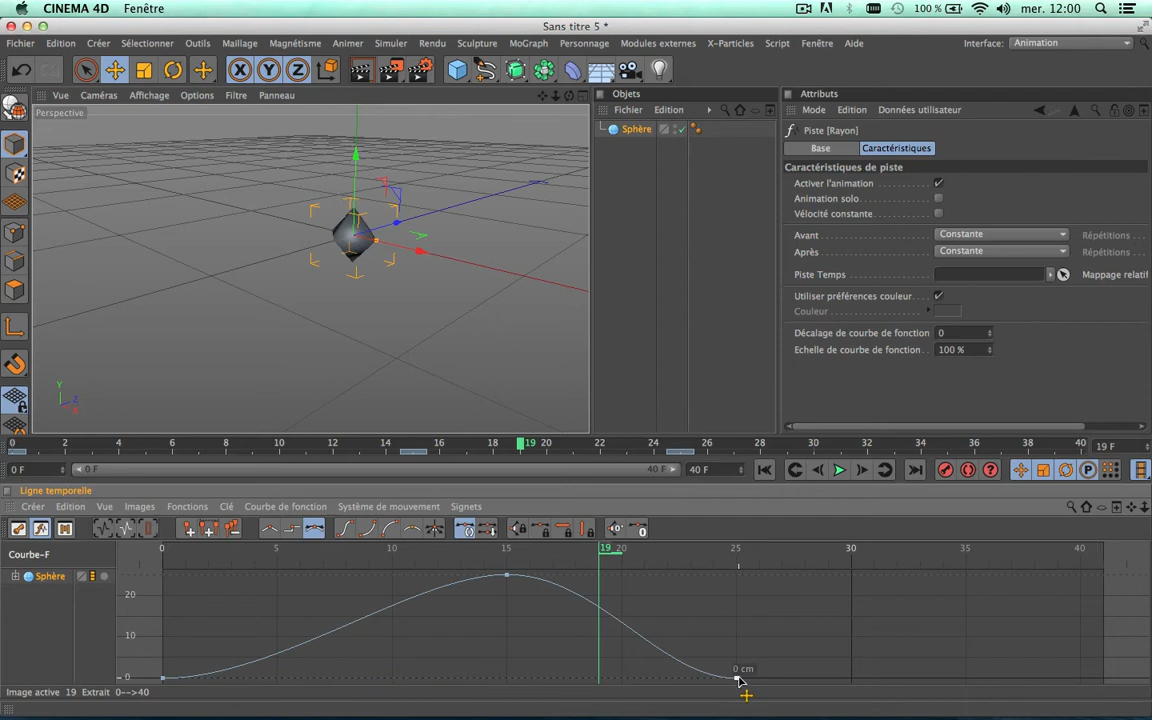 CINEMA 4D Fenêtre 100 % mer. 12:00
Sans titre 5 *
Fichier Edition Créer Sélectionner Outils Maillage Magnétisme Animer Simuler Rendu Sculpture MoGraph Personnage Modules externes X-Particles Script Fenêtre Aide Interface: Animation
X Y Z
Vue Caméras Affichage Options Filtre Panneau
Perspective
Y
Z
X
Objets
Fichier Edition
Sphère
Attributs
Mode Edition Données utilisateur
Piste [Rayon]
Base Caractéristiques
Caractéristiques de piste
Activer l'animation
Animation solo
Vélocité constante
Avant Constante Répétitions
Après Constante Répétitions
Piste Temps Mappage relatif
Utiliser préférences couleur
Couleur
Décalage de courbe de fonction 0
Echelle de courbe de fonction 100 %
0 2 4 6 8 10 12 14 16 18 19 20 22 24 26 28 30 32 34 36 38 40 19 F
0 F 0 F 40 F 40 F
Ligne temporelle
Créer Edition Vue Images Fonctions Clé Courbe de fonction Système de mouvement Signets
Courbe-F
0 5 10 15 19 20 25 30 35 40
Sphère
20
10
0
0 cm
Image active 19 Extrait 0-->40